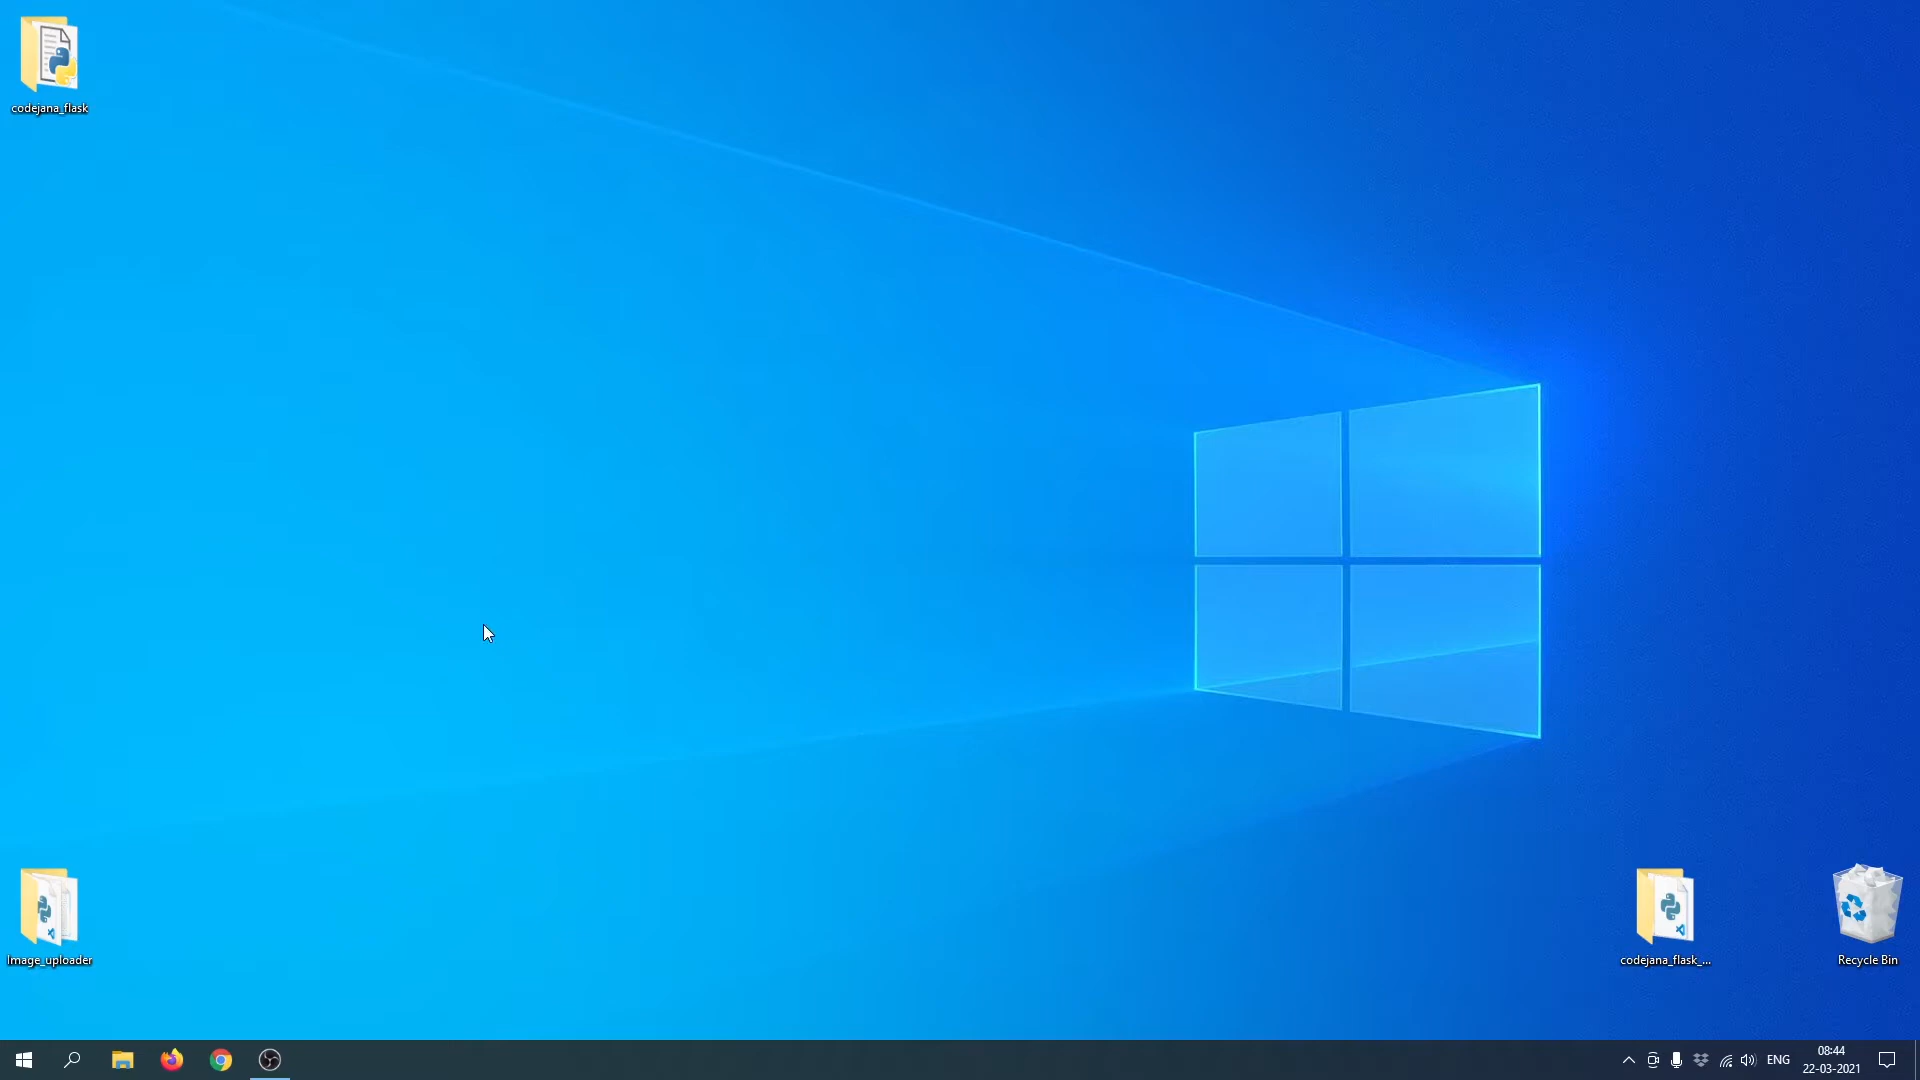 codejana_flask
Image_uploader
codejana_flask_...
Recycle Bin
ENG
08:44
22-03-2021